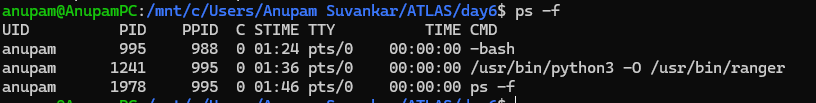 anupam@AnupamPC:/mnt/c/Users/Anupam Suvankar/ATLAS/day6$ ps -f
UID          PID    PPID  C STIME TTY          TIME CMD
anupam       995     988  0 01:24 pts/0    00:00:00 -bash
anupam      1241     995  0 01:36 pts/0    00:00:00 /usr/bin/python3 -O /usr/bin/ranger
anupam      1978     995  0 01:46 pts/0    00:00:00 ps -f